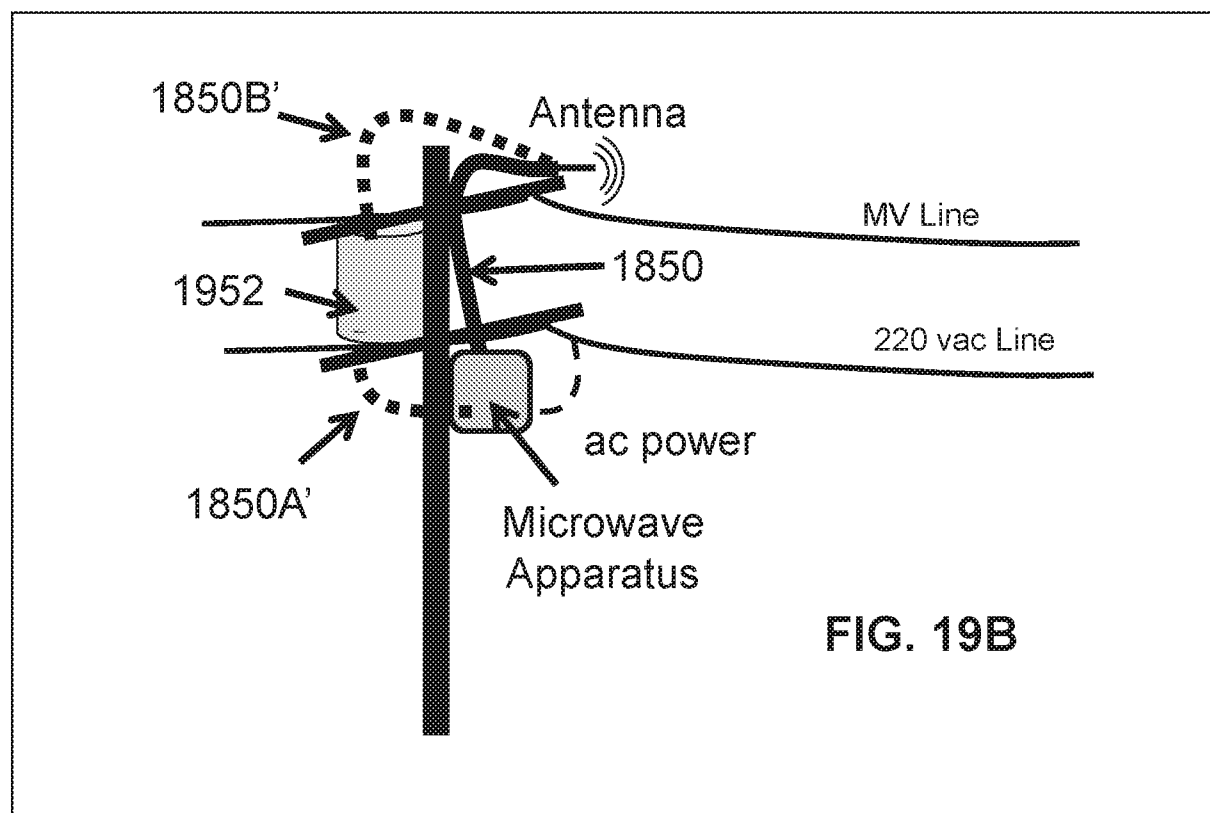 1850B'
Antenna
MV Line
1850
1952
220 vac Line
ac power
1850A'
Microwave
Apparatus
FIG. 19B